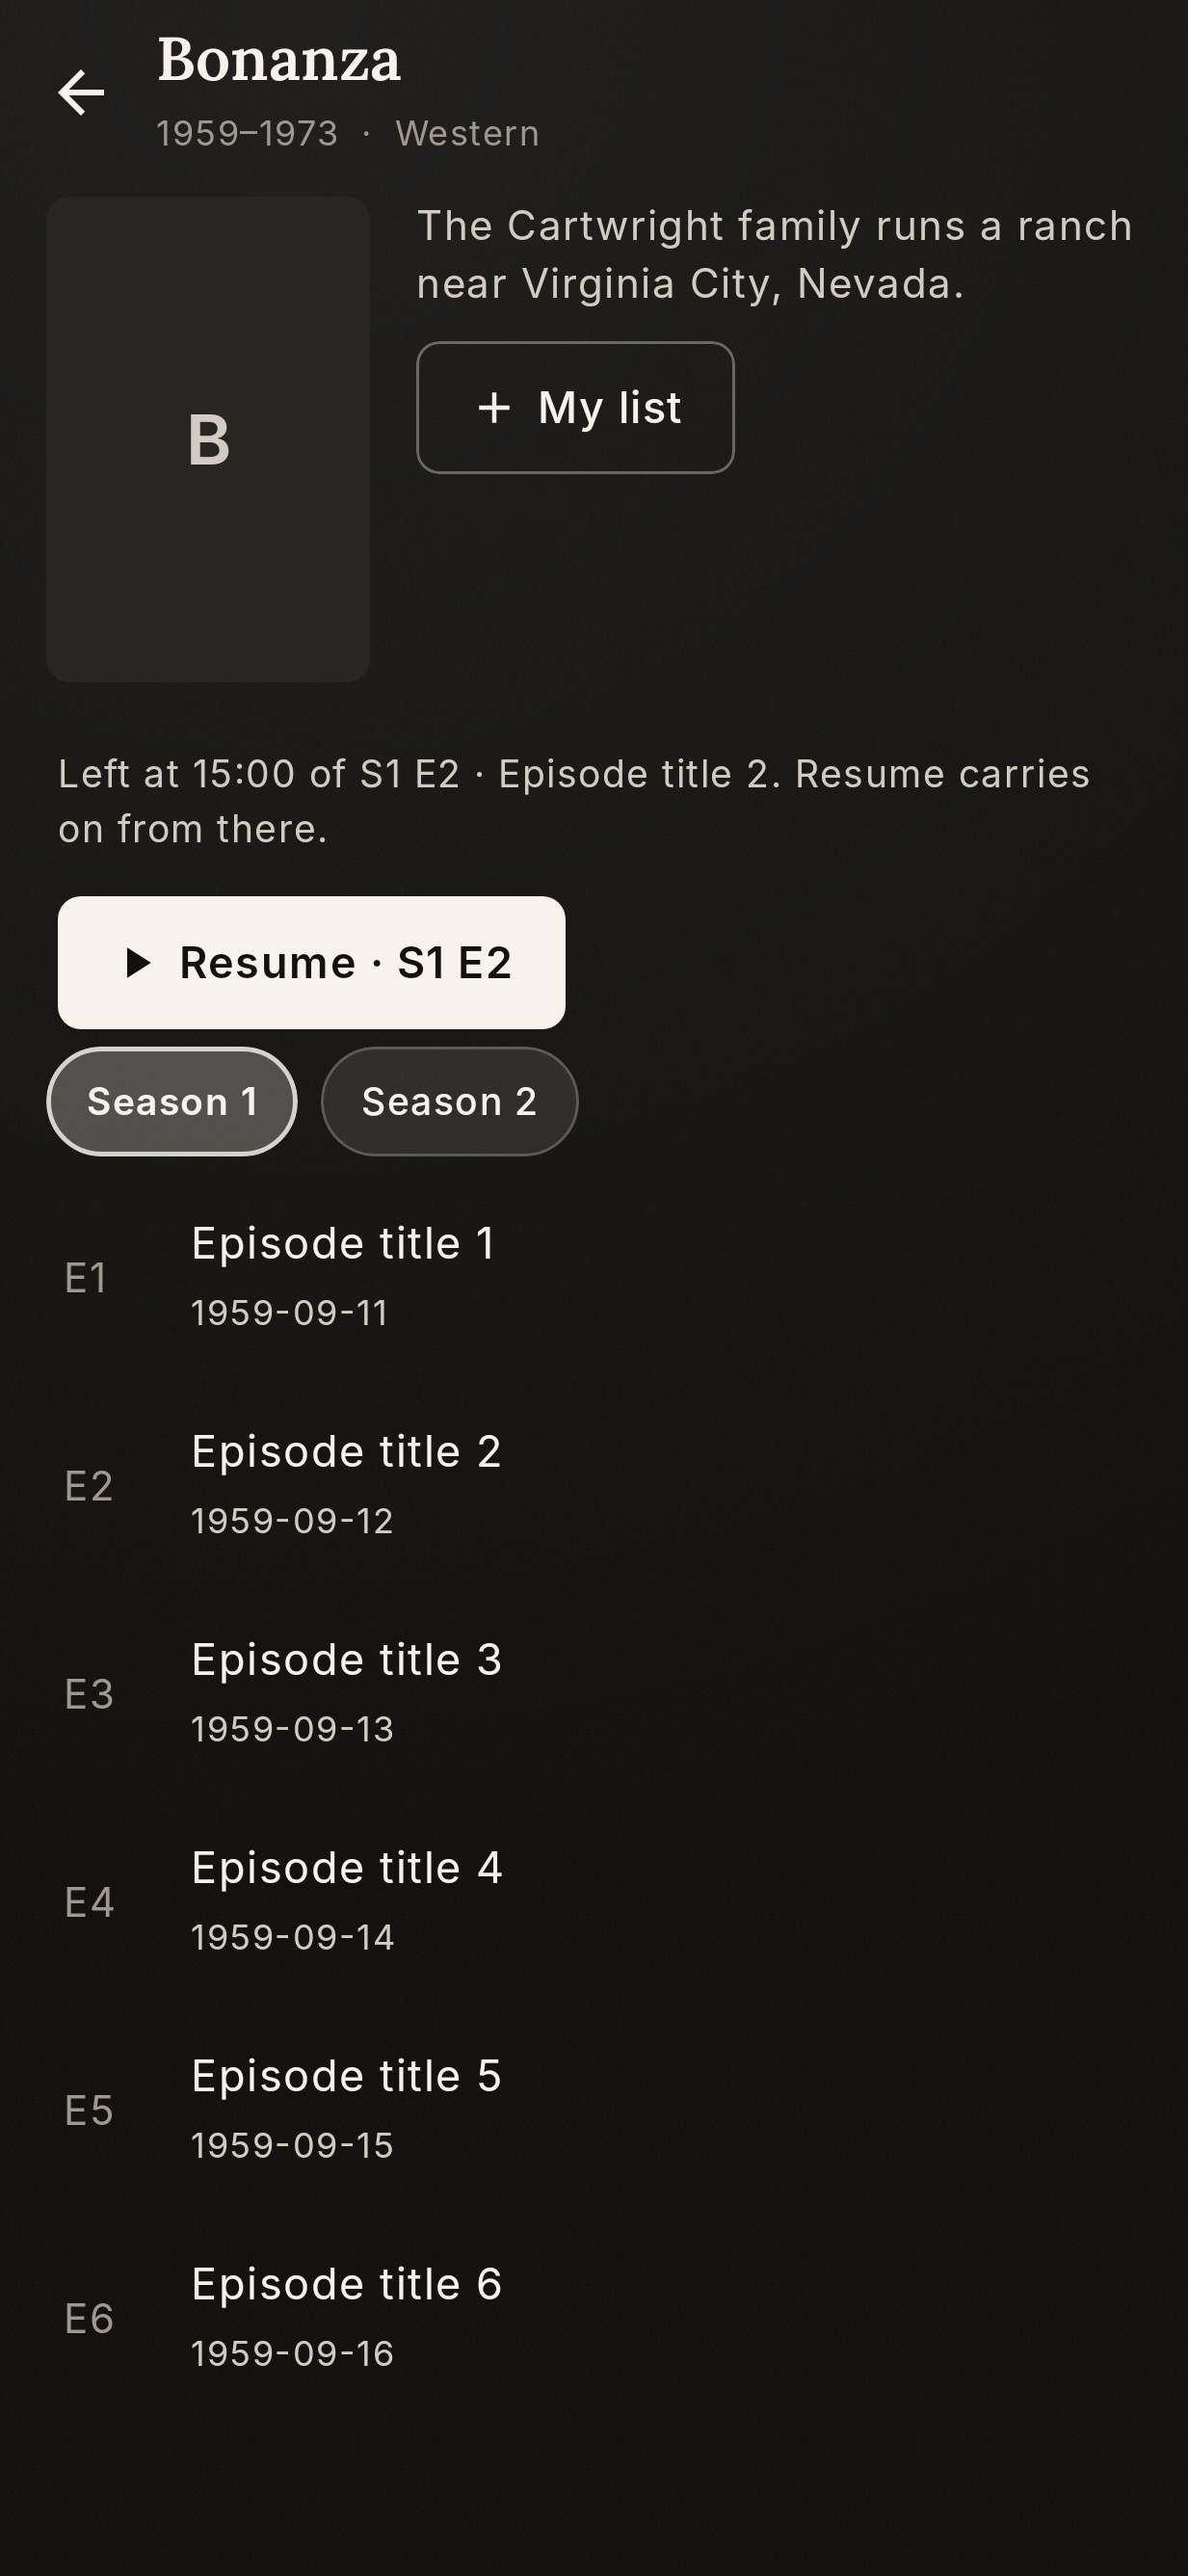 Bonanza
1959–1973 · Western
The Cartwright family runs a ranch
near Virginia City, Nevada.
+ My list
B
Left at 15:00 of S1 E2 · Episode title 2. Resume carries
on from there.
Resume · S1 E2
Season 1
Season 2
Episode title 1
E1
1959-09-11
Episode title 2
E2
1959-09-12
Episode title 3
E3
1959-09-13
Episode title 4
E4
1959-09-14
Episode title 5
E5
1959-09-15
Episode title 6
E6
1959-09-16